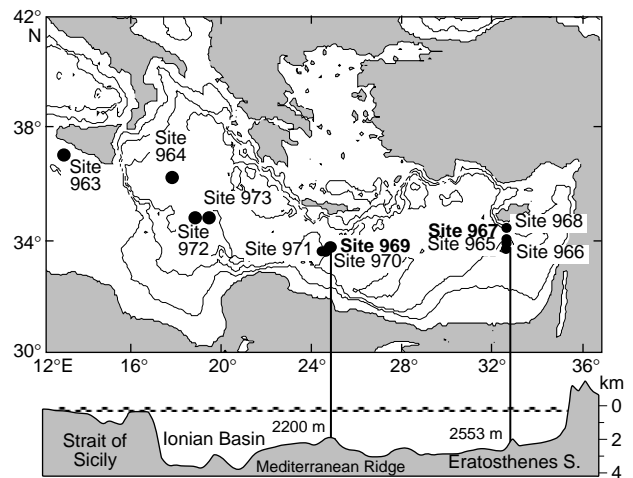 42°
N
38°
34°
30°
Site
963
Site
964
Site 973
Site
972
Site 971
Site 969
Site 970
Site 967
Site 965
Site 968
Site 966
12°E 16° 20° 24° 28° 32° 36°
km
0
2
4
2200 m
2553 m
Strait of
Sicily
Ionian Basin
Mediterranean Ridge
Eratosthenes S.